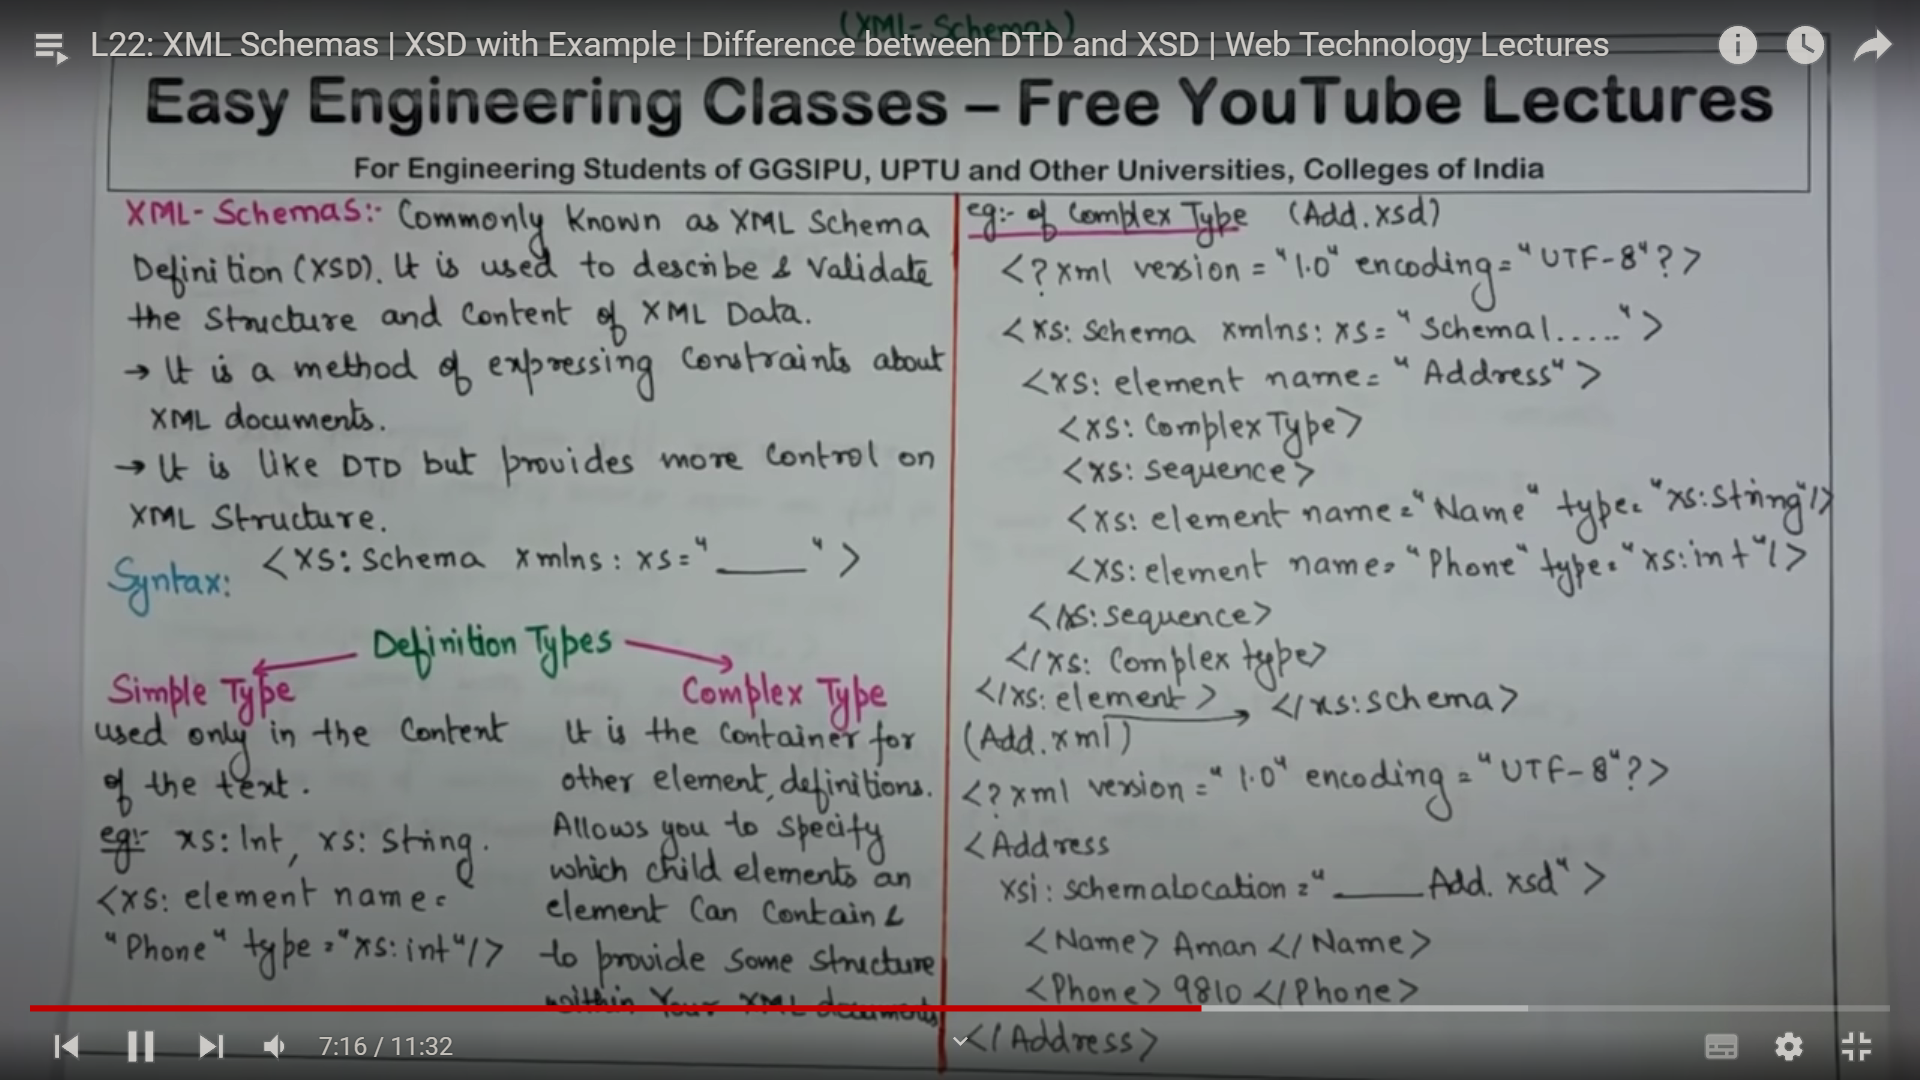 (XML-Schemas)
L22: XML Schemas | XSD with Example | Difference between DTD and XSD | Web Technology Lectures
Easy Engineering Classes – Free YouTube Lectures
For Engineering Students of GGSIPU, UPTU and Other Universities, Colleges of India
XML-Schemas:- Commonly Known as XML Schema
Definition (XSD). It is used to describe & Validate
the Structure and Content of XML Data.
→ It is a method of expressing Constraints about
XML documents.
→ It is like DTD but provides more control on
XML Structure.
Syntax: <xs: schema xmlns: xs="____">
Definition Types
Simple Type
used only in the Content
of the text.
eg:- xs: Int, xs: string.
<xs: element name=
"Phone" type="xs: int"/>
Complex Type
It is the Container for
other element, definitions.
Allows you to specify
which child elements an
element can contain &
to provide some structure
within Your XML documents
eg:- of Complex Type (Add.xsd)
<?xml version="1.0" encoding="UTF-8"?>
<xs: schema xmlns: xs="Schema1.....">
<xs: element name="Address">
<xs: Complex Type>
<xs: sequence>
<xs: element name="Name" type="xs:string"/>
<xs: element name="Phone" type="xs:int"/>
</xs:sequence>
</xs: Complex type>
</xs: element> → </xs:schema>
(Add.xml)
<?xml version="1.0" encoding="UTF-8"?>
<Address
xsi: schemalocation="____Add.xsd">
<Name> Aman </Name>
<Phone> 9810 </Phone>
</Address>
7:16 / 11:32